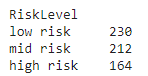 RiskLevel
low risk     230
mid risk     212
high risk    164